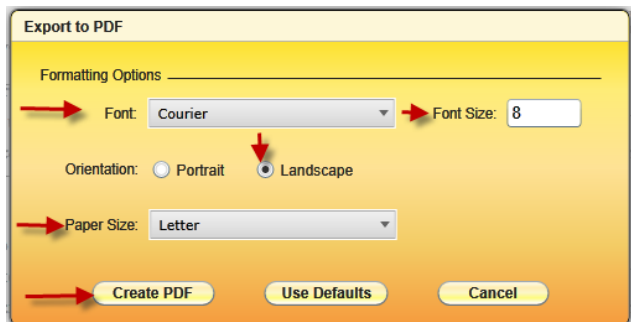 Export to PDF
Formatting Options
Font: Courier Font Size: 8
Orientation: Portrait Landscape
Paper Size: Letter
Create PDF Use Defaults Cancel